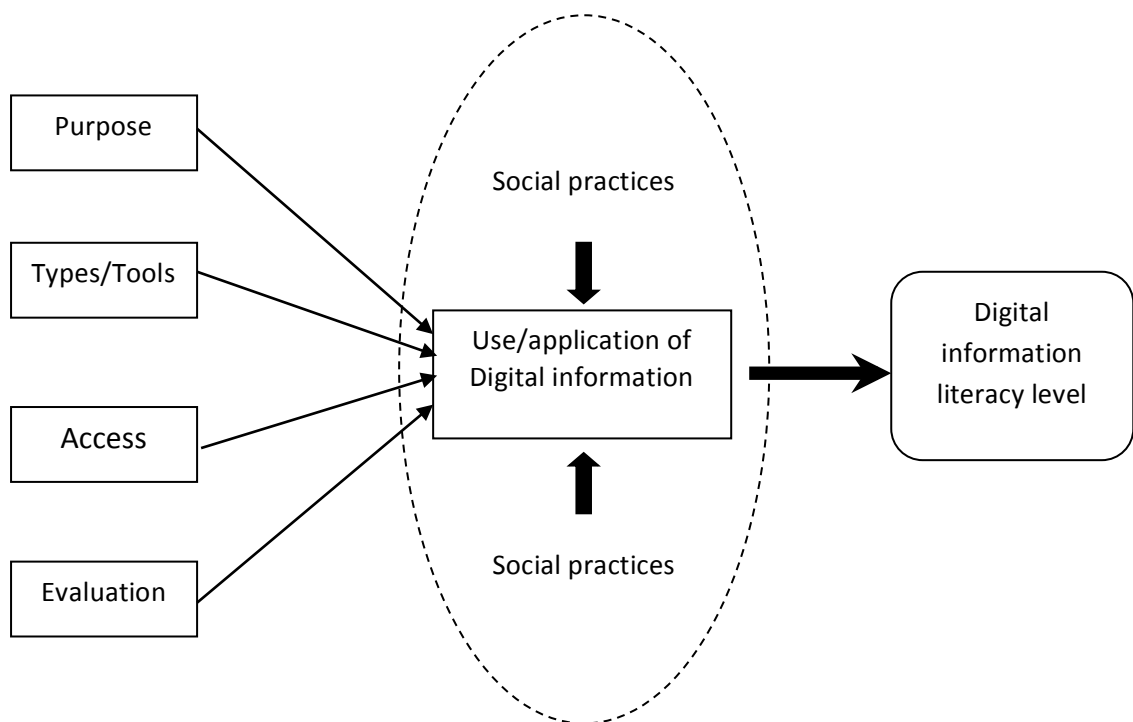 Purpose
Types/Tools
Access
Evaluation
Social practices
Use/application of
Digital information
Social practices
Digital
information
literacy level